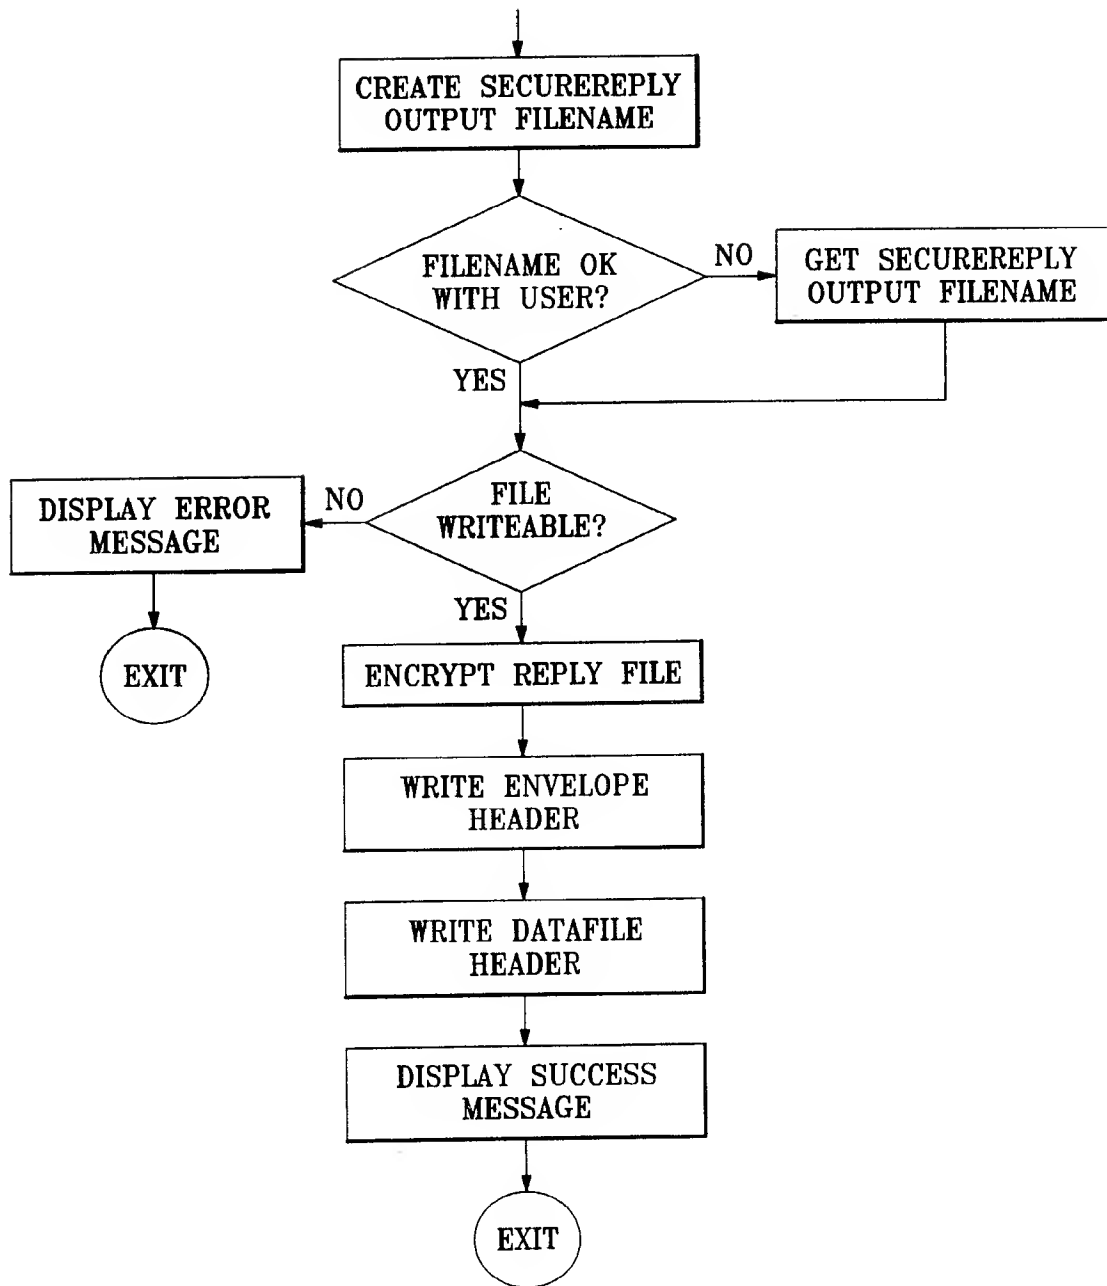 CREATE SECUREREPLY
OUTPUT FILENAME
FILENAME OK
WITH USER?
NO
GET SECUREREPLY
OUTPUT FILENAME
YES
FILE
WRITEABLE?
NO
DISPLAY ERROR
MESSAGE
EXIT
YES
ENCRYPT REPLY FILE
WRITE ENVELOPE
HEADER
WRITE DATAFILE
HEADER
DISPLAY SUCCESS
MESSAGE
EXIT